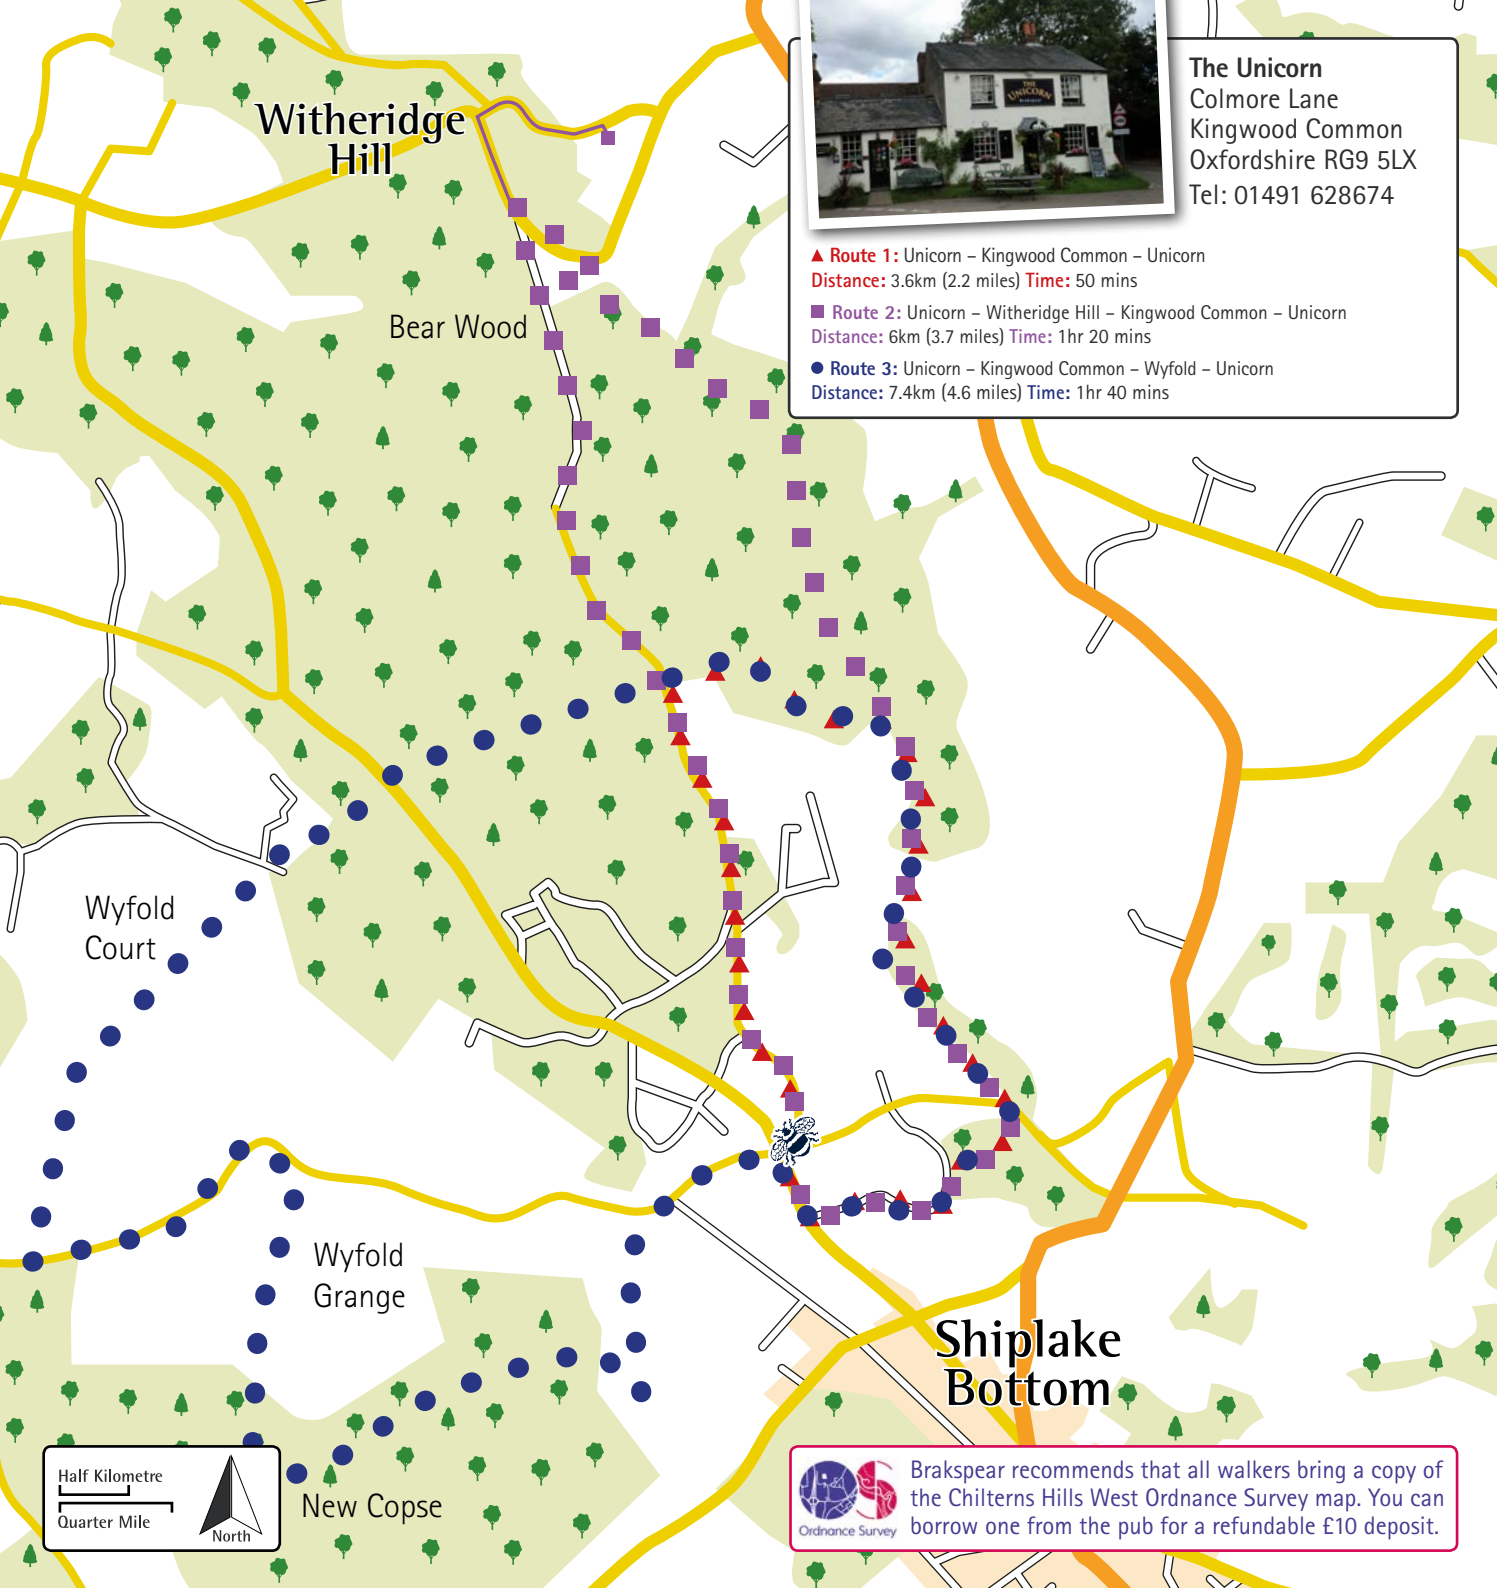 THE
UNICORN
The Unicorn
Colmore Lane
Kingwood Common
Oxfordshire RG9 5LX
Tel: 01491 628674
Route 1: Unicorn – Kingwood Common – Unicorn
Distance: 3.6km (2.2 miles) Time: 50 mins
Route 2: Unicorn – Witheridge Hill – Kingwood Common – Unicorn
Distance: 6km (3.7 miles) Time: 1hr 20 mins
Route 3: Unicorn – Kingwood Common – Wyfold – Unicorn
Distance: 7.4km (4.6 miles) Time: 1hr 40 mins
Witheridge
Hill
Bear Wood
Wyfold
Court
Wyfold
Grange
Shiplake
Bottom
New Copse
Half Kilometre
Quarter Mile
North
Ordnance Survey
Brakspear recommends that all walkers bring a copy of
the Chilterns Hills West Ordnance Survey map. You can
borrow one from the pub for a refundable £10 deposit.